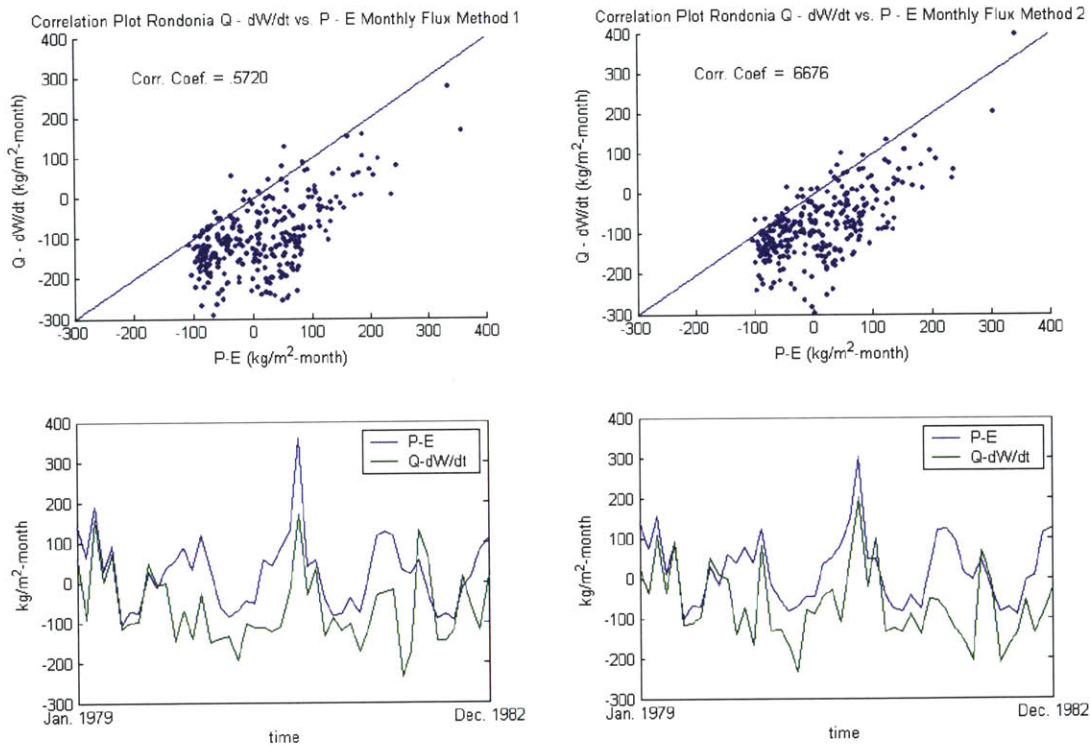 Correlation Plot Rondonia Q - dW/dt vs. P - E Monthly Flux Method 1
400
300
200
100
0
-100
-200
-300
Corr. Coef. = .5720
Q - dW/dt (kg/m²-month)
-300 -200 -100 0 100 200 300 400
P-E (kg/m²-month)
Correlation Plot Rondonia Q - dW/dt vs. P - E Monthly Flux Method 2
400
300
200
100
0
-100
-200
-300
Corr. Coef. = .6676
Q - dW/dt (kg/m²-month)
-300 -200 -100 0 100 200 300 400
P-E (kg/m²-month)
400
300
200
100
0
-100
-200
-300
kg/m²-month
P-E
Q-dW/dt
Jan. 1979 Dec. 1982
time
400
300
200
100
0
-100
-200
-300
kg/m²-month
P-E
Q-dW/dt
Jan. 1979 Dec. 1982
time